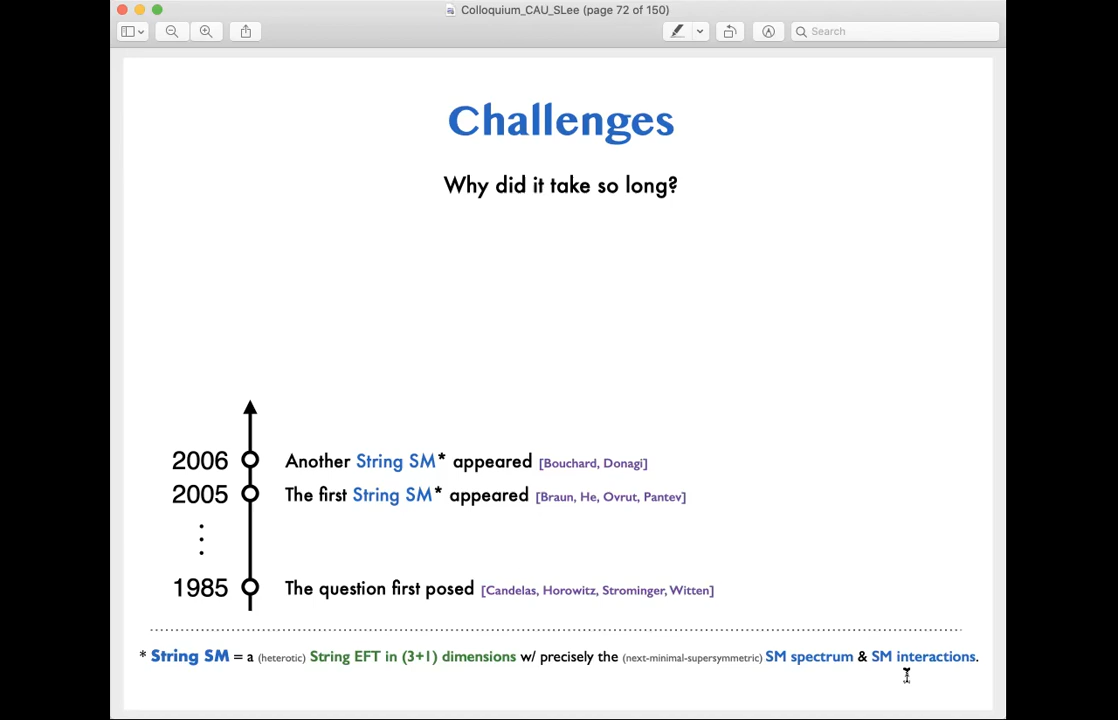 Colloquium_CAU_SLee (page 72 of 150)
Search
Challenges
Why did it take so long?
2006 Another String SM* appeared [Bouchard, Donagi]
2005 The first String SM* appeared [Braun, He, Ovrut, Pantev]
1985 The question first posed [Candelas, Horowitz, Strominger, Witten]
* String SM = a (heterotic) String EFT in (3+1) dimensions w/ precisely the (next-minimal-supersymmetric) SM spectrum & SM interactions.